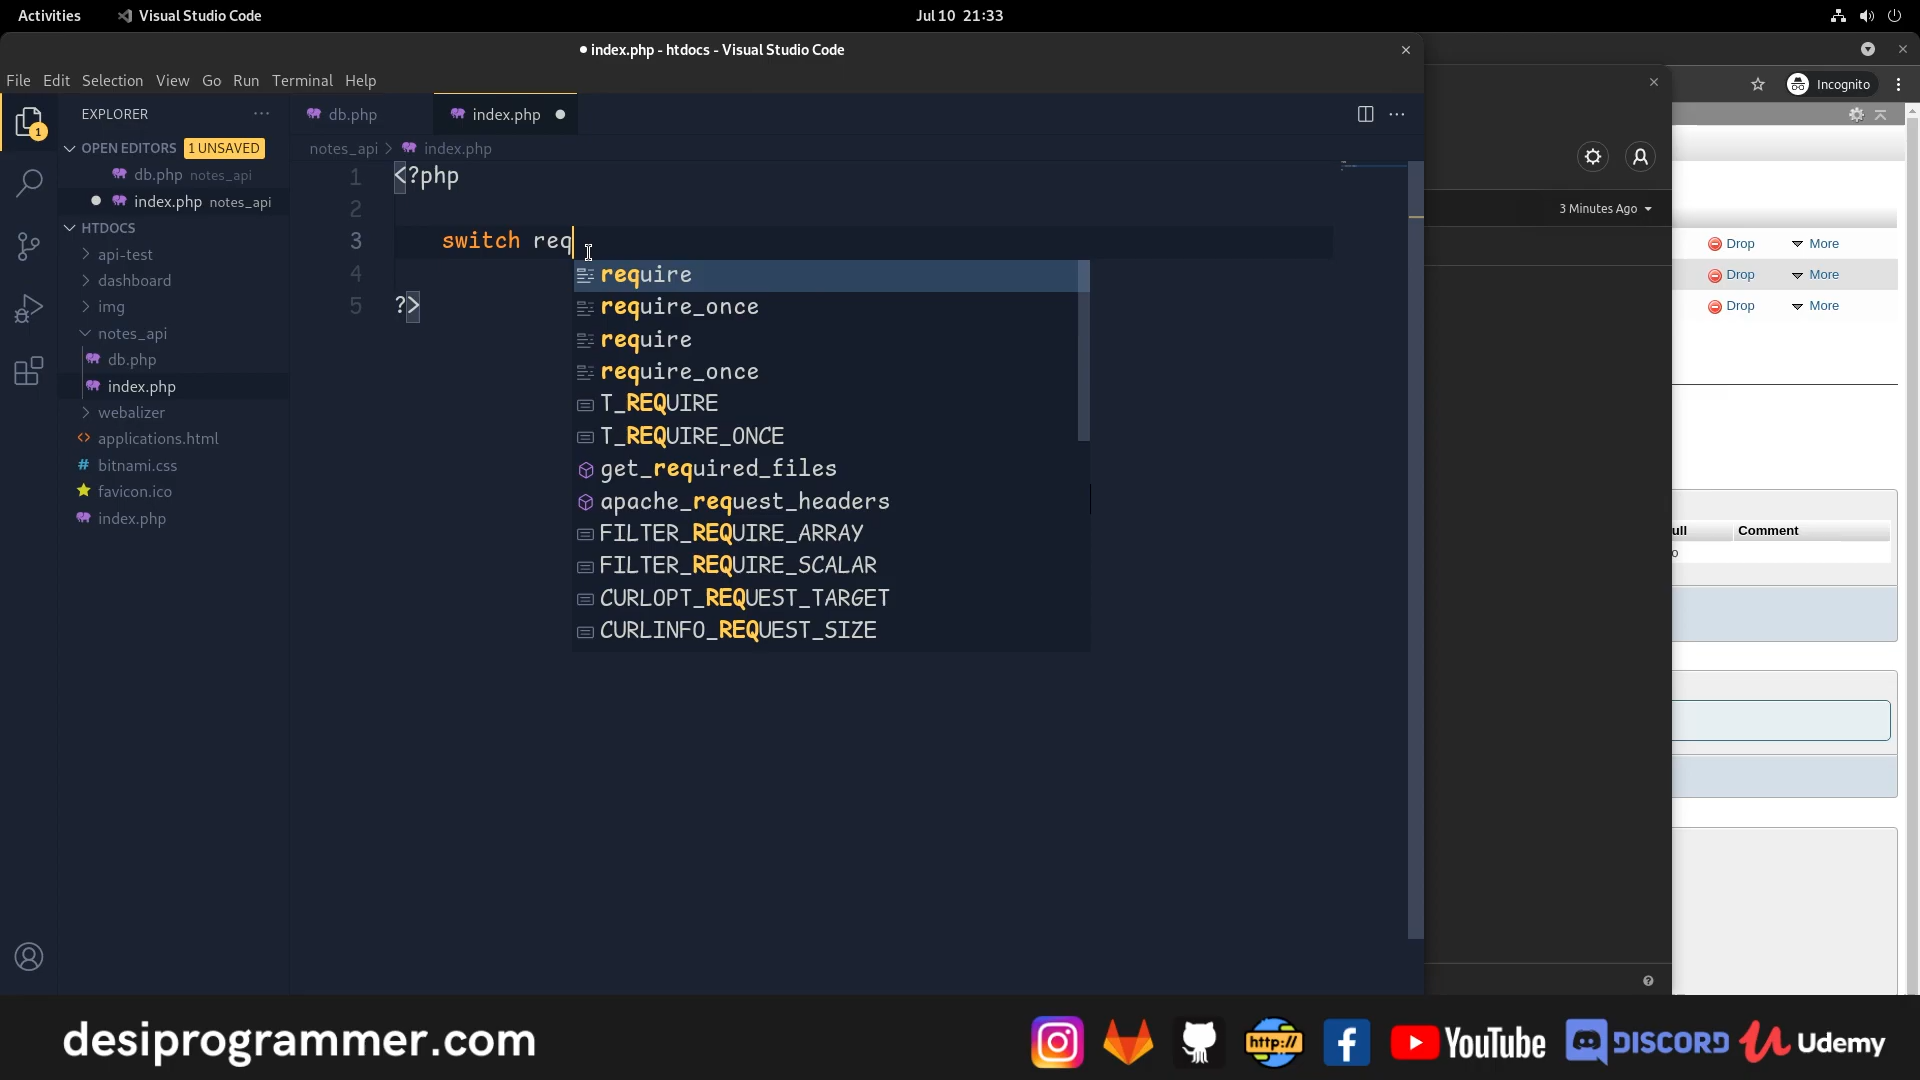 Activities Visual Studio Code Jul 10 21:33
● index.php - htdocs - Visual Studio Code
File Edit Selection View Go Run Terminal Help
Incognito
1
EXPLORER
db.php
index.php
OPEN EDITORS 1 UNSAVED
db.php notes_api
index.php notes_api
HTDOCS
api-test
dashboard
img
notes_api
db.php
index.php
webalizer
applications.html
bitnami.css
favicon.ico
index.php
notes_api > index.php
1 <?php
2
3 switch req
4
5 ?>
require
require_once
require
require_once
T_REQUIRE
T_REQUIRE_ONCE
get_required_files
apache_request_headers
FILTER_REQUIRE_ARRAY
FILTER_REQUIRE_SCALAR
CURLOPT_REQUEST_TARGET
CURLINFO_REQUEST_SIZE
3 Minutes Ago
Drop More
Drop More
Drop More
ull Comment
o
desiprogrammer.com
http://
YouTube
DISCORD
Udemy